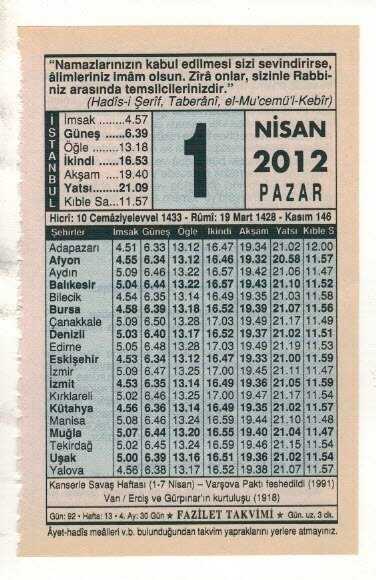 “Namazlarınızın kabul edilmesi sizi sevindirirse,
âlimleriniz imâm olsun. Zîrâ onlar, sizinle Rabbi-
niz arasında temsilcilerinizdir.”
(Hadîs-i Şerîf, Taberânî, el-Mu'cemü'l-Kebîr)
İSTANBUL
İmsak ........4.57
Güneş ......6.39
Öğle ........13.18
İkindi .....16.53
Akşam ...19.40
Yatsı.....21.09
Kıble Sa...11.57
1
NİSAN
2012
PAZAR
Hicrî: 10 Cemâziyelevvel 1433 - Rûmî: 19 Mart 1428 - Kasım 146
Şehirler İmsak Güneş Öğle İkindi Akşam Yatsı Kıble S
Adapazarı 4.51 6.33 13.12 16.47 19.34 21.02 12.00
Afyon 4.55 6.34 13.12 16.46 19.32 20.58 11.57
Aydın 5.09 6.46 13.22 16.57 19.42 21.06 11.47
Balıkesir 5.04 6.44 13.22 16.57 19.43 21.10 11.52
Bilecik 4.54 6.35 13.14 16.49 19.35 21.03 11.58
Bursa 4.58 6.39 13.18 16.52 19.39 21.07 11.56
Çanakkale 5.09 6.50 13.28 17.03 19.49 21.17 11.49
Denizli 5.03 6.40 13.17 16.52 19.37 21.02 11.51
Edirne 5.05 6.48 13.28 17.03 19.49 21.19 11.53
Eskişehir 4.53 6.34 13.12 16.47 19.33 21.00 11.59
İzmir 5.09 6.47 13.25 17.00 19.45 21.11 11.47
İzmit 4.53 6.35 13.14 16.49 19.36 21.05 11.59
Kırklareli 5.02 6.46 13.25 17.00 19.47 21.17 11.54
Kütahya 4.56 6.36 13.14 16.49 19.35 21.02 11.57
Manisa 5.08 6.46 13.24 16.59 19.44 21.10 11.48
Muğla 5.07 6.44 13.20 16.55 19.40 21.04 11.47
Tekirdağ 5.02 6.45 13.24 16.59 16.45 21.15 11.54
Uşak 5.00 6.39 13.16 16.51 19.36 21.02 11.54
Yalova 4.56 6.38 13.17 16.52 19.38 21.07 11.57
Kanserle Savaş Haftası (1-7 Nisan) – Varşova Paktı feshedildi (1991)
Van / Erciş ve Gürpınar'ın kurtuluşu (1918)
Gün: 92 • Hafta: 13 • 4. Ay: 30 Gün ★ FAZİLET TAKVİMİ ★ Gün. uz. 3 dk.
Âyet-hadîs meâlleri v.b. bulunduğundan takvim yapraklarını yerlere atmayınız.